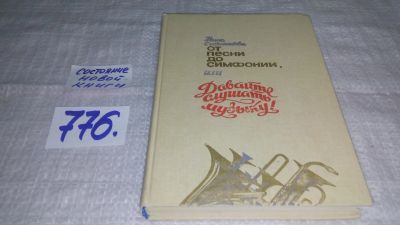 состояние
новой
книги
776.
от
песни
до
симфонии,
или
Давайте
слушать
музыку!